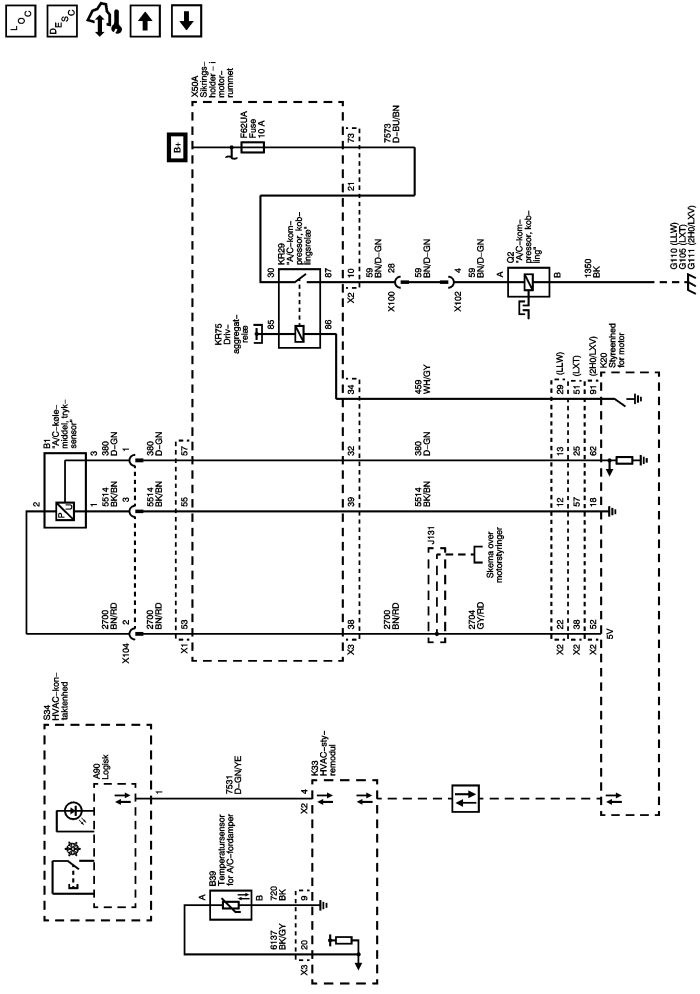 LOC
DESC
X50A
Sikrings-
holder – i
motor-
rummet
B+
F62UA
Fuse
10 A
73
7573
D-BU/BN
21
KR29
"A/C-kom-
pressor, kob-
lingsrelæ"
30
87
85
86
KR75
Driv-
aggregat-
relæ
10
X2
59
BN/D-GN
28
X100
59
BN/D-GN
4
X102
59
BN/D-GN
Q2
"A/C-kom-
pressor, kob-
ling"
A
B
1350
BK
G110 (LLW)
G105 (LXT)
G111 (2H0/LXV)
34
459
WH/GY
29
(LLW)
51
(LXT)
91
(2H0/LXV)
K20
Styreenhed
for motor
B1
"A/C-køle-
middel, tryk-
sensor"
P
U
2
3
380
D-GN
1
380
D-GN
57
32
380
D-GN
13
25
62
1
5514
BK/BN
3
5514
BK/BN
55
39
5514
BK/BN
12
57
18
2700
BN/RD
2
X104
2700
BN/RD
53
X1
38
X3
2700
BN/RD
J131
Skema over
motorstyringer
2704
GY/RD
22
X2
38
X2
52
X2
5V
S34
HVAC-kon-
taktenhed
A90
Logisk
1
7531
D-GN/YE
4
X2
K33
HVAC-sty-
remodul
B39
Temperatursensor
for A/C-fordamper
A
B
720
BK
9
6137
BK/GY
20
X3